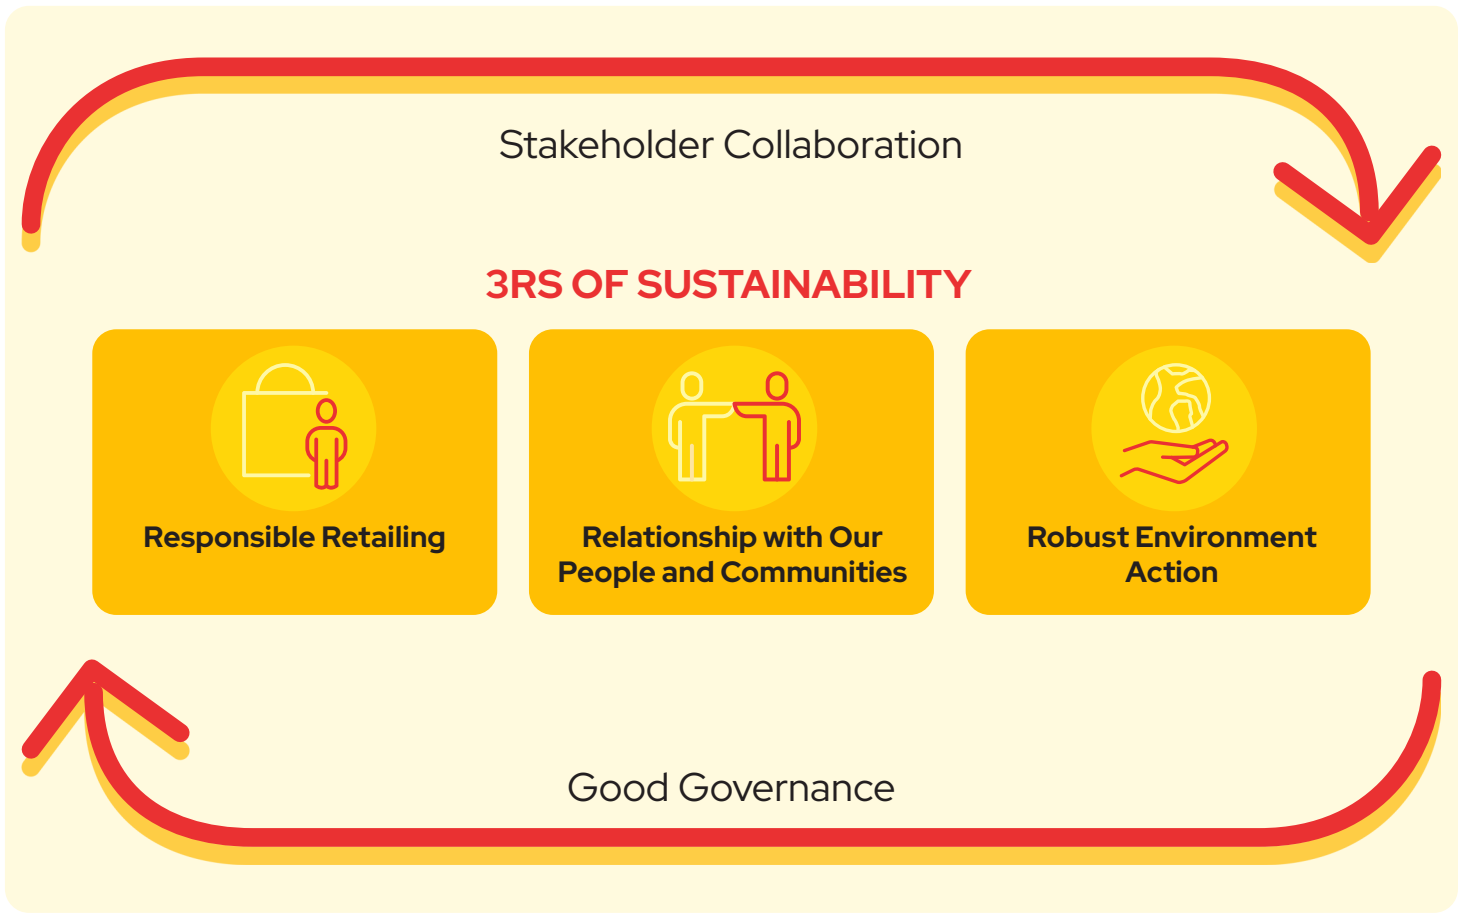 Stakeholder Collaboration
3RS OF SUSTAINABILITY
Responsible Retailing
Relationship with Our
People and Communities
Robust Environment
Action
Good Governance